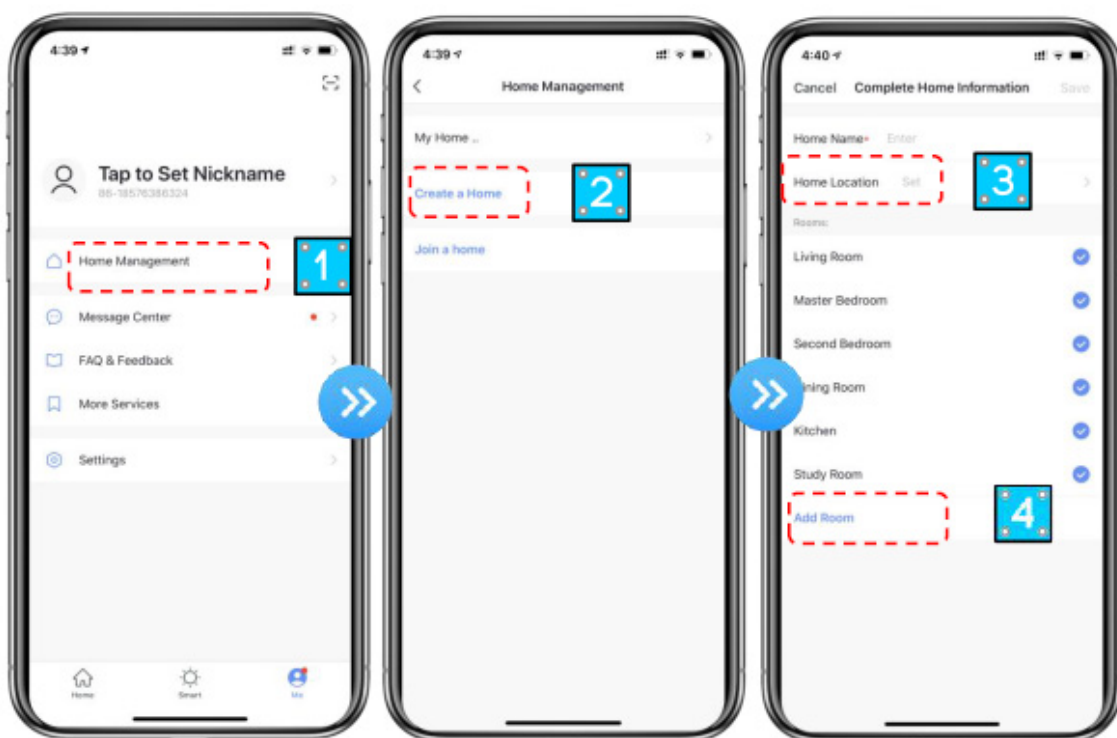 4:39
Tap to Set Nickname
86-18576386324
Home Management
1
Message Center
FAQ & Feedback
More Services
Settings
Home
Smart
Me
4:39
Home Management
My Home ..
Create a Home
2
Join a home
4:40
Cancel Complete Home Information Save
Home Name* Enter
Home Location Set
3
Rooms:
Living Room
Master Bedroom
Second Bedroom
ining Room
Kitchen
Study Room
Add Room
4